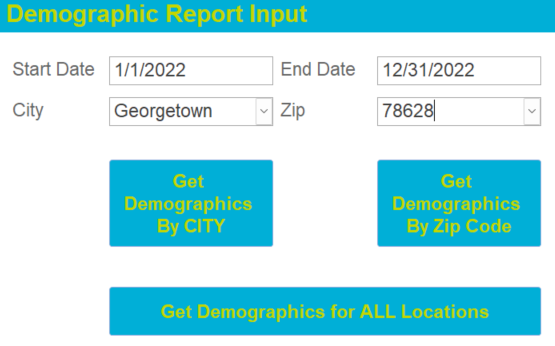 Demographic Report Input
Start Date 1/1/2022 End Date 12/31/2022
City Georgetown Zip 78628
Get
Demographics
By CITY
Get
Demographics
By Zip Code
Get Demographics for ALL Locations